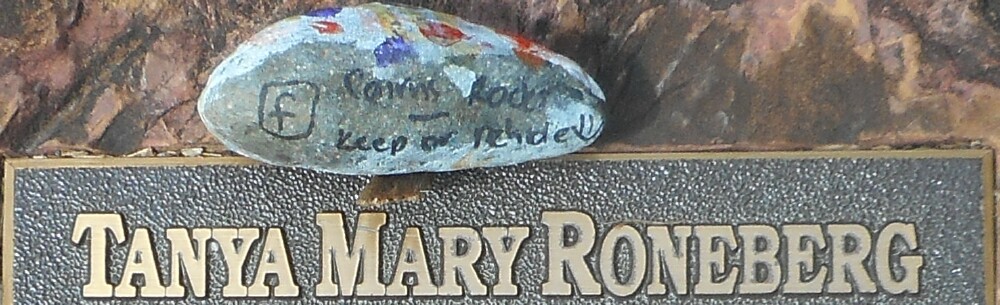 f Cairns Rocks
Keep or Rehide!!
TANYA MARY RONEBERG